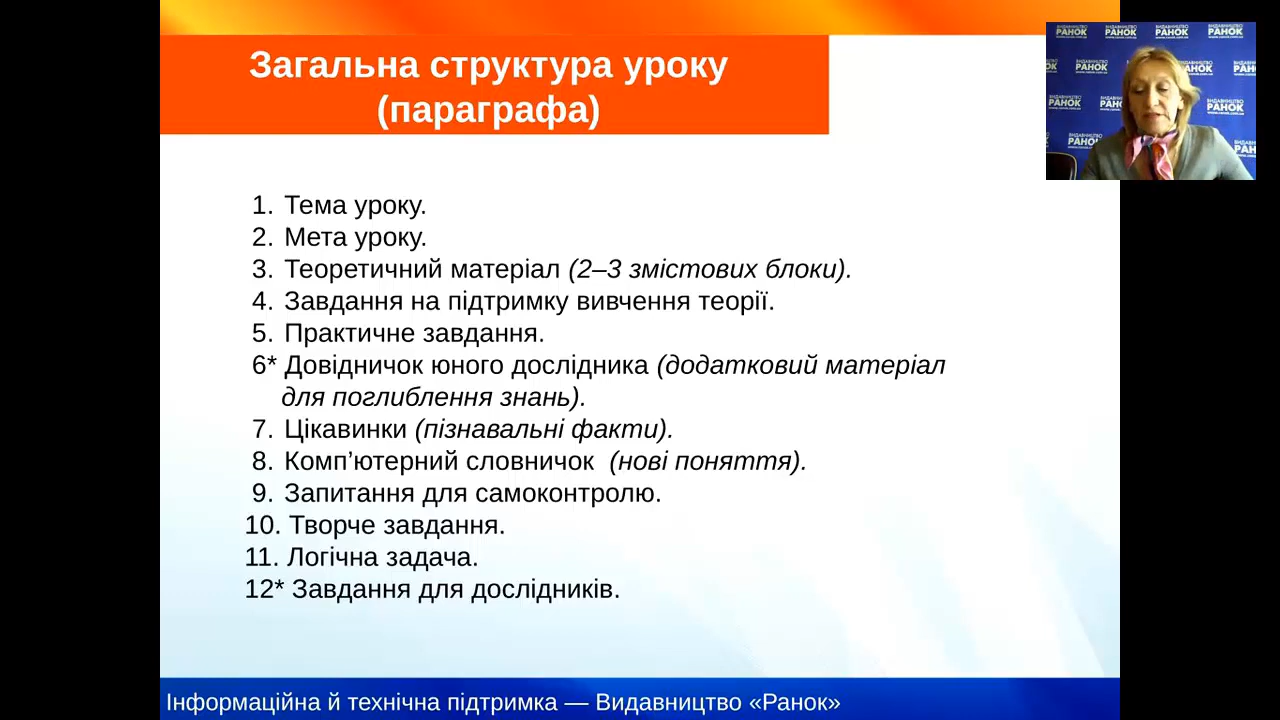 Загальна структура уроку
(параграфа)
1. Тема уроку.
2. Мета уроку.
3. Теоретичний матеріал (2–3 змістових блоки).
4. Завдання на підтримку вивчення теорії.
5. Практичне завдання.
6* Довідничок юного дослідника (додатковий матеріал
для поглиблення знань).
7. Цікавинки (пізнавальні факти).
8. Комп’ютерний словничок (нові поняття).
9. Запитання для самоконтролю.
10. Творче завдання.
11. Логічна задача.
12* Завдання для дослідників.
Інформаційна й технічна підтримка — Видавництво «Ранок»
ВИДАВНИЦТВО
РАНОК